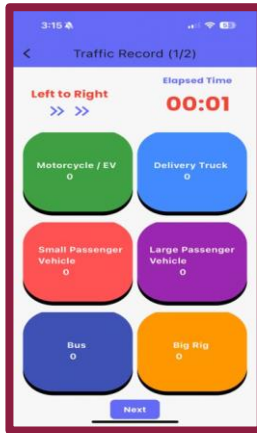 3:15
Traffic Record (1/2)
Left to Right
Elapsed Time
00:01
Motorcycle / EV
0
Delivery Truck
0
Small Passenger
Vehicle
0
Large Passenger
Vehicle
0
Bus
0
Big Rig
0
Next